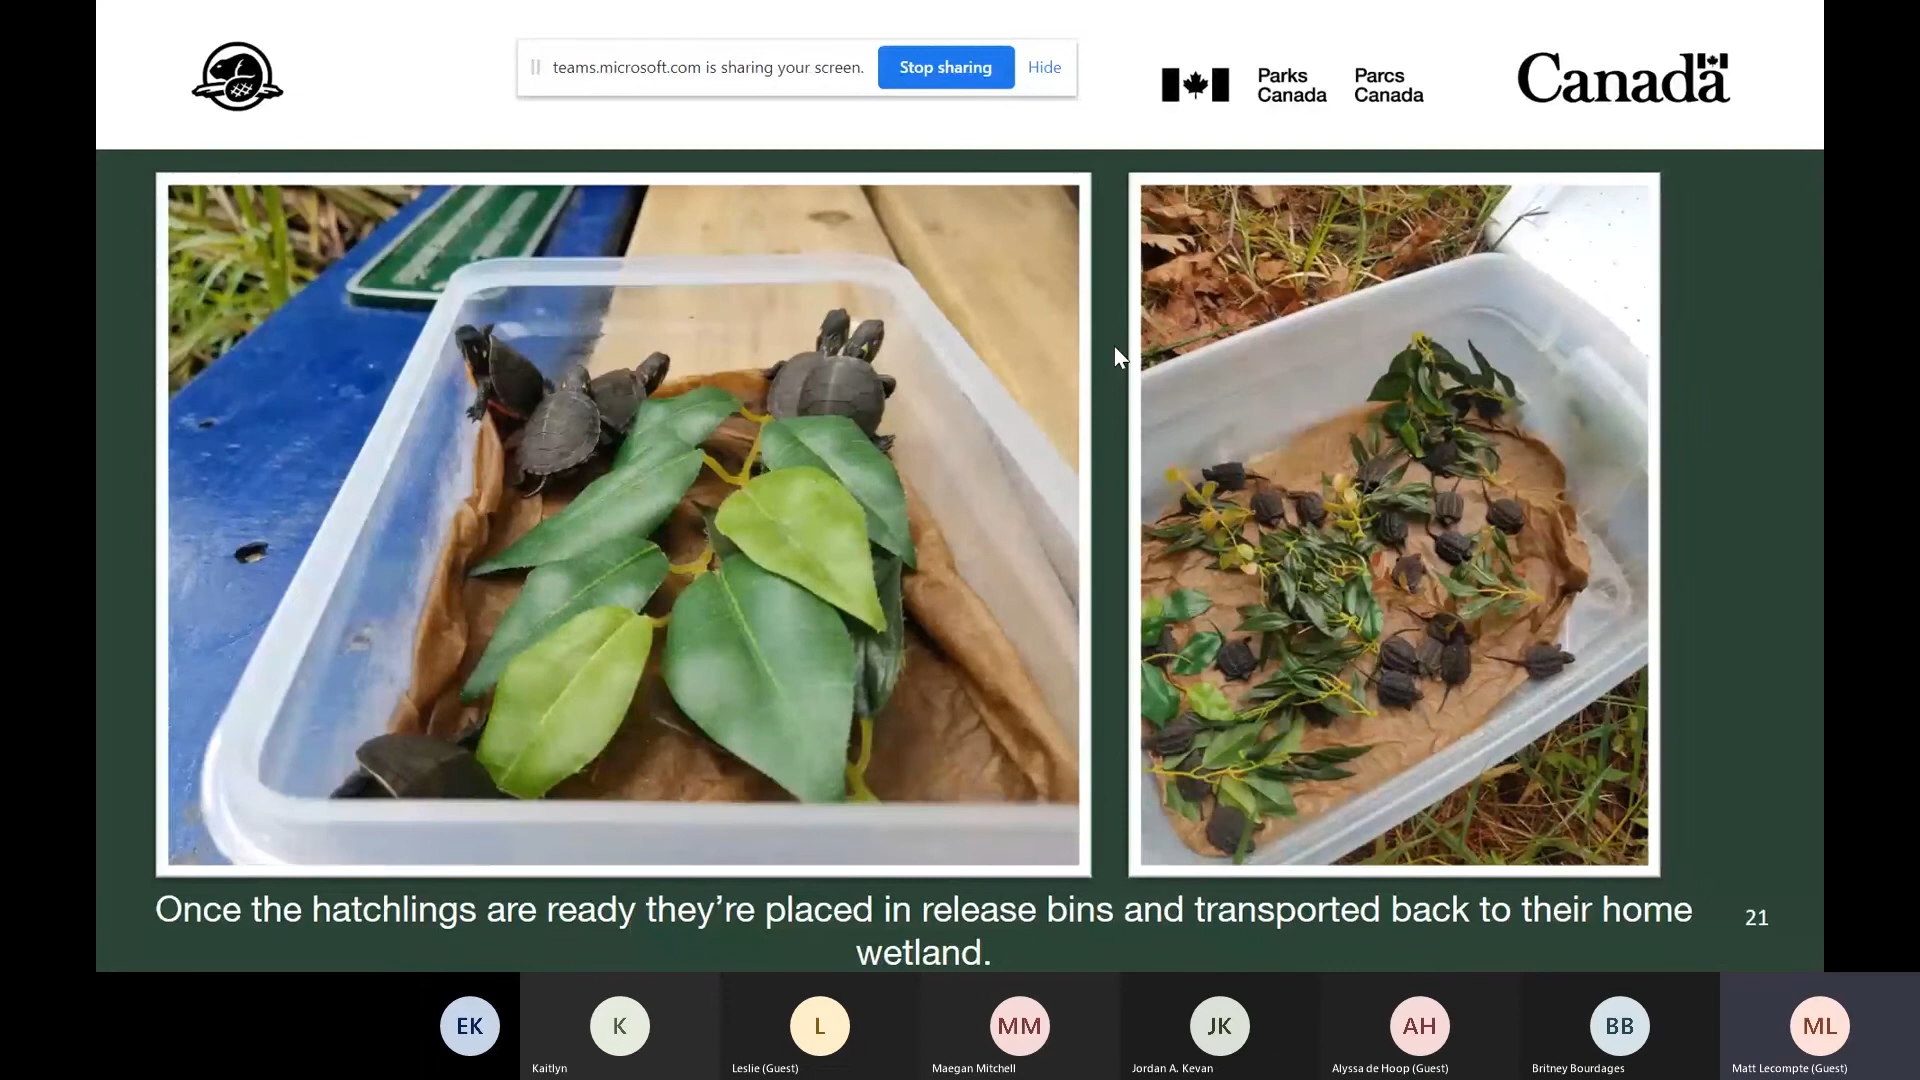 teams.microsoft.com is sharing your screen. Stop sharing Hide
Parks Canada
Parcs Canada
Canada
Once the hatchlings are ready they're placed in release bins and transported back to their home
wetland.
21
EK
K
L
MM
JK
AH
BB
ML
Kaitlyn
Leslie (Guest)
Maegan Mitchell
Jordan A. Kevan
Alyssa de Hoop (Guest)
Britney Bourdages
Matt Lecompte (Guest)